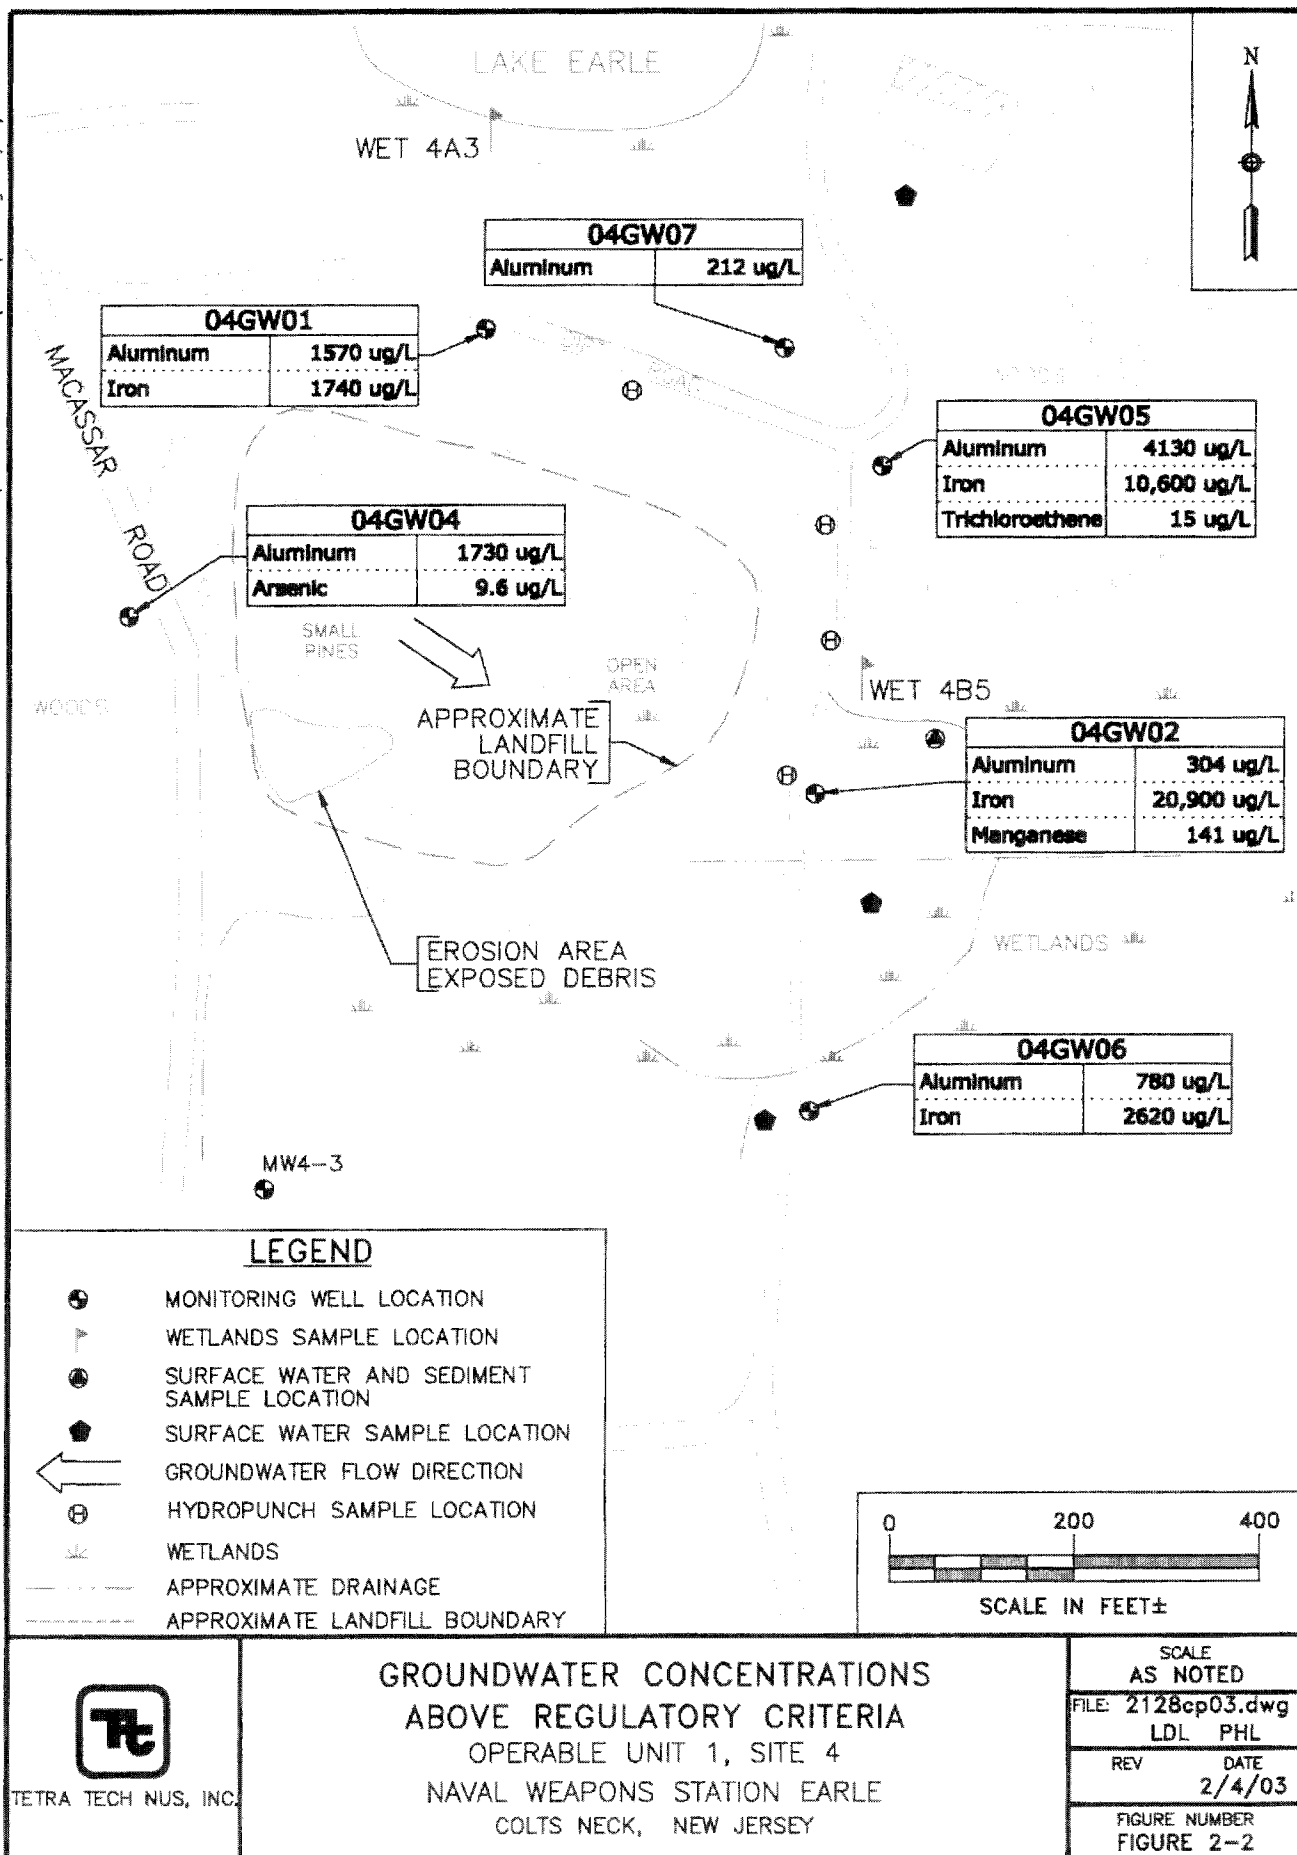 LAKE EARLE
N
WET 4A3
04GW07
Aluminum 212 ug/L
04GW01
Aluminum 1570 ug/L
Iron 1740 ug/L
MACASSAR ROAD
WOODS
04GW05
Aluminum 4130 ug/L
Iron 10,600 ug/L
Trichloroethene 15 ug/L
04GW04
Aluminum 1730 ug/L
Arsenic 9.6 ug/L
SMALL
PINES
OPEN
AREA
WOODS
WET 4B5
APPROXIMATE
LANDFILL
BOUNDARY
04GW02
Aluminum 304 ug/L
Iron 20,900 ug/L
Manganese 141 ug/L
EROSION AREA
EXPOSED DEBRIS
WETLANDS
04GW06
Aluminum 780 ug/L
Iron 2620 ug/L
MW4-3
LEGEND
MONITORING WELL LOCATION
WETLANDS SAMPLE LOCATION
SURFACE WATER AND SEDIMENT
SAMPLE LOCATION
SURFACE WATER SAMPLE LOCATION
GROUNDWATER FLOW DIRECTION
HYDROPUNCH SAMPLE LOCATION
WETLANDS
APPROXIMATE DRAINAGE
APPROXIMATE LANDFILL BOUNDARY
0 200 400
SCALE IN FEET±
TETRA TECH NUS, INC.
GROUNDWATER CONCENTRATIONS
ABOVE REGULATORY CRITERIA
OPERABLE UNIT 1, SITE 4
NAVAL WEAPONS STATION EARLE
COLTS NECK, NEW JERSEY
SCALE
AS NOTED
FILE: 2128cp03.dwg
LDL PHL
REV DATE
2/4/03
FIGURE NUMBER
FIGURE 2-2